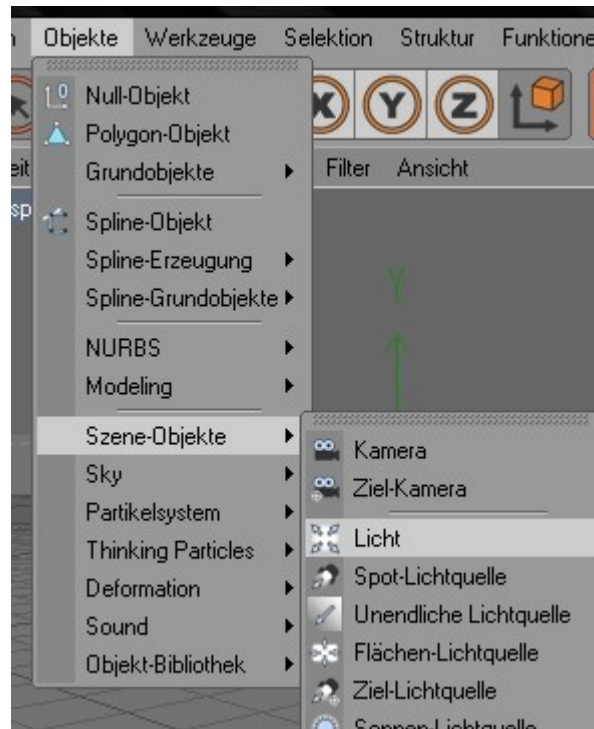 Objekte Werkzeuge Selektion Struktur Funktione
Null-Objekt
Polygon-Objekt
Grundobjekte
Filter Ansicht
Spline-Objekt
Spline-Erzeugung
Spline-Grundobjekte
Y
NURBS
Modeling
Szene-Objekte
Sky
Partikelsystem
Thinking Particles
Deformation
Sound
Objekt-Bibliothek
Kamera
Ziel-Kamera
Licht
Spot-Lichtquelle
Unendliche Lichtquelle
Flächen-Lichtquelle
Ziel-Lichtquelle
Sonnen-Lichtquelle
X Y Z